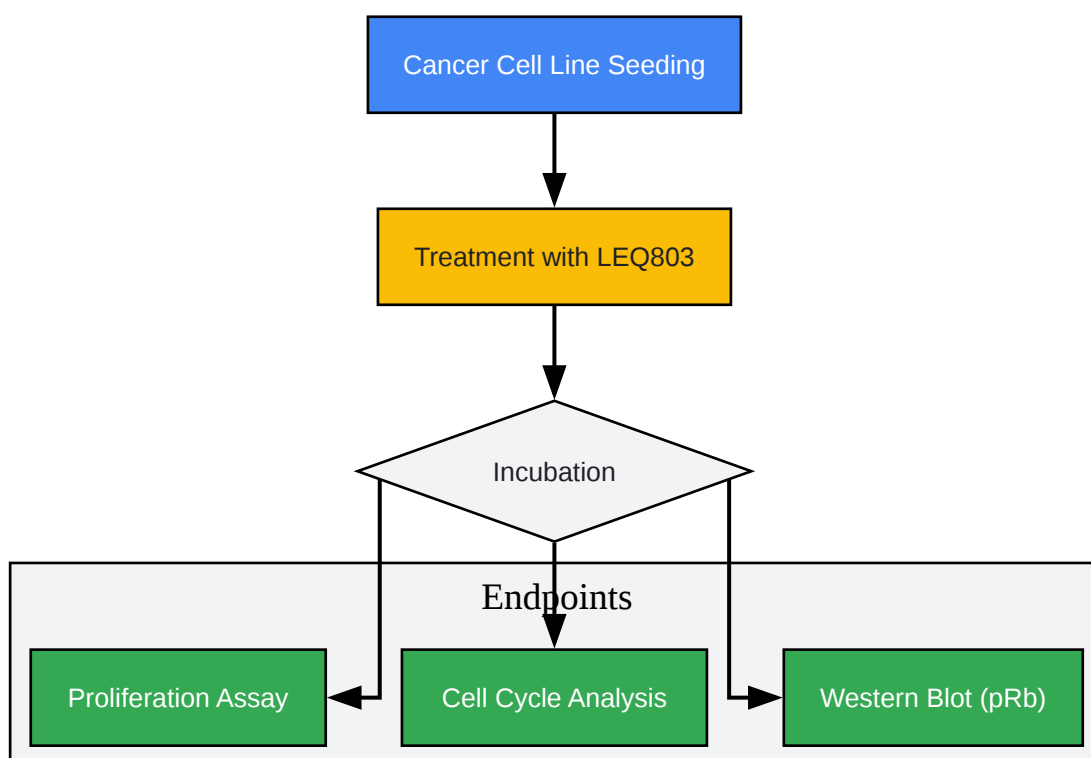 Cancer Cell Line Seeding
Treatment with LEQ803
Incubation
Endpoints
Proliferation Assay
Cell Cycle Analysis
Western Blot (pRb)